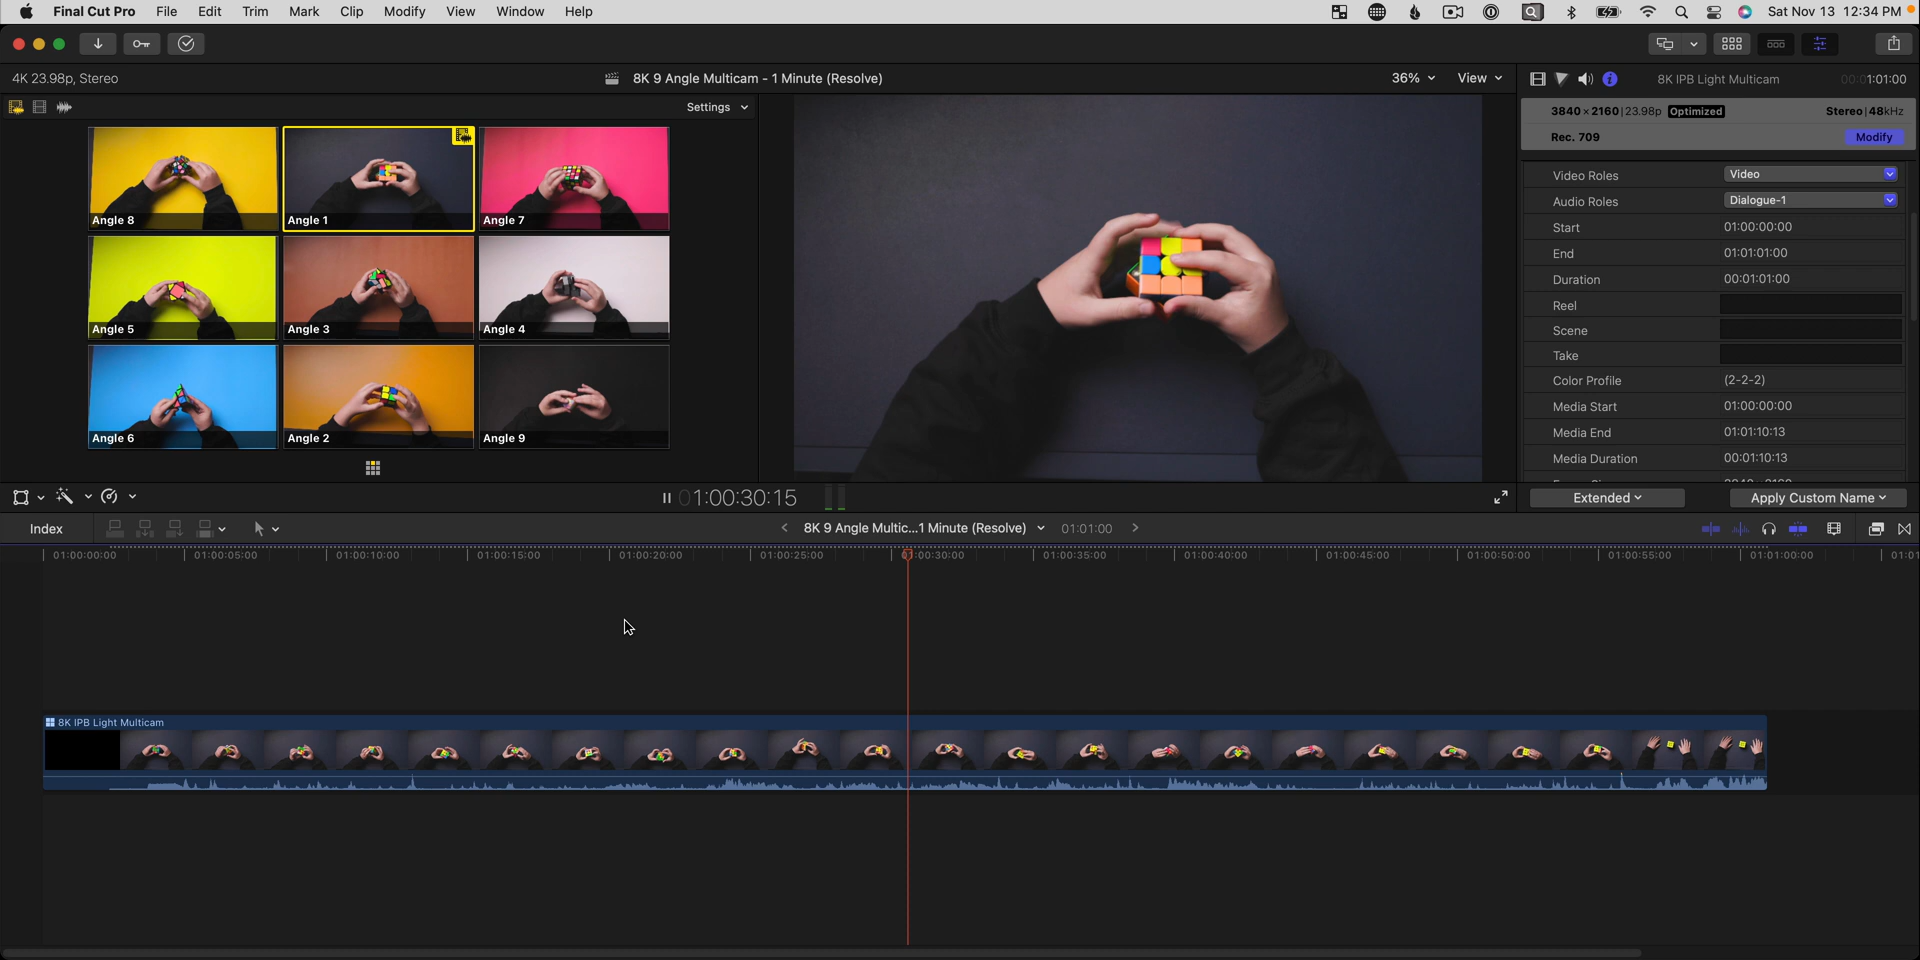 Final Cut Pro File Edit Trim Mark Clip Modify View Window Help Sat Nov 13 12:34 PM
4K 23.98p, Stereo 8K 9 Angle Multicam - 1 Minute (Resolve) 36% View 8K IPB Light Multicam 00:01:01:00
Settings
3840×2160|23.98p Optimized Stereo|48kHz
Rec. 709 Modify
Angle 8 Angle 1 Angle 7
Angle 5 Angle 3 Angle 4
Angle 6 Angle 2 Angle 9
Video Roles Video
Audio Roles Dialogue-1
Start 01:00:00:00
End 01:01:01:00
Duration 00:01:01:00
Reel
Scene
Take
Color Profile (2-2-2)
Media Start 01:00:00:00
Media End 01:01:10:13
Media Duration 00:01:10:13
01:00:30:15 Extended Apply Custom Name
Index 8K 9 Angle Multic...1 Minute (Resolve) 01:01:00
01:00:00:00 01:00:05:00 01:00:10:00 01:00:15:00 01:00:20:00 01:00:25:00 :00:30:00 01:00:35:00 01:00:40:00 01:00:45:00 01:00:50:00 01:00:55:00 01:01:00:00 01:01
8K IPB Light Multicam